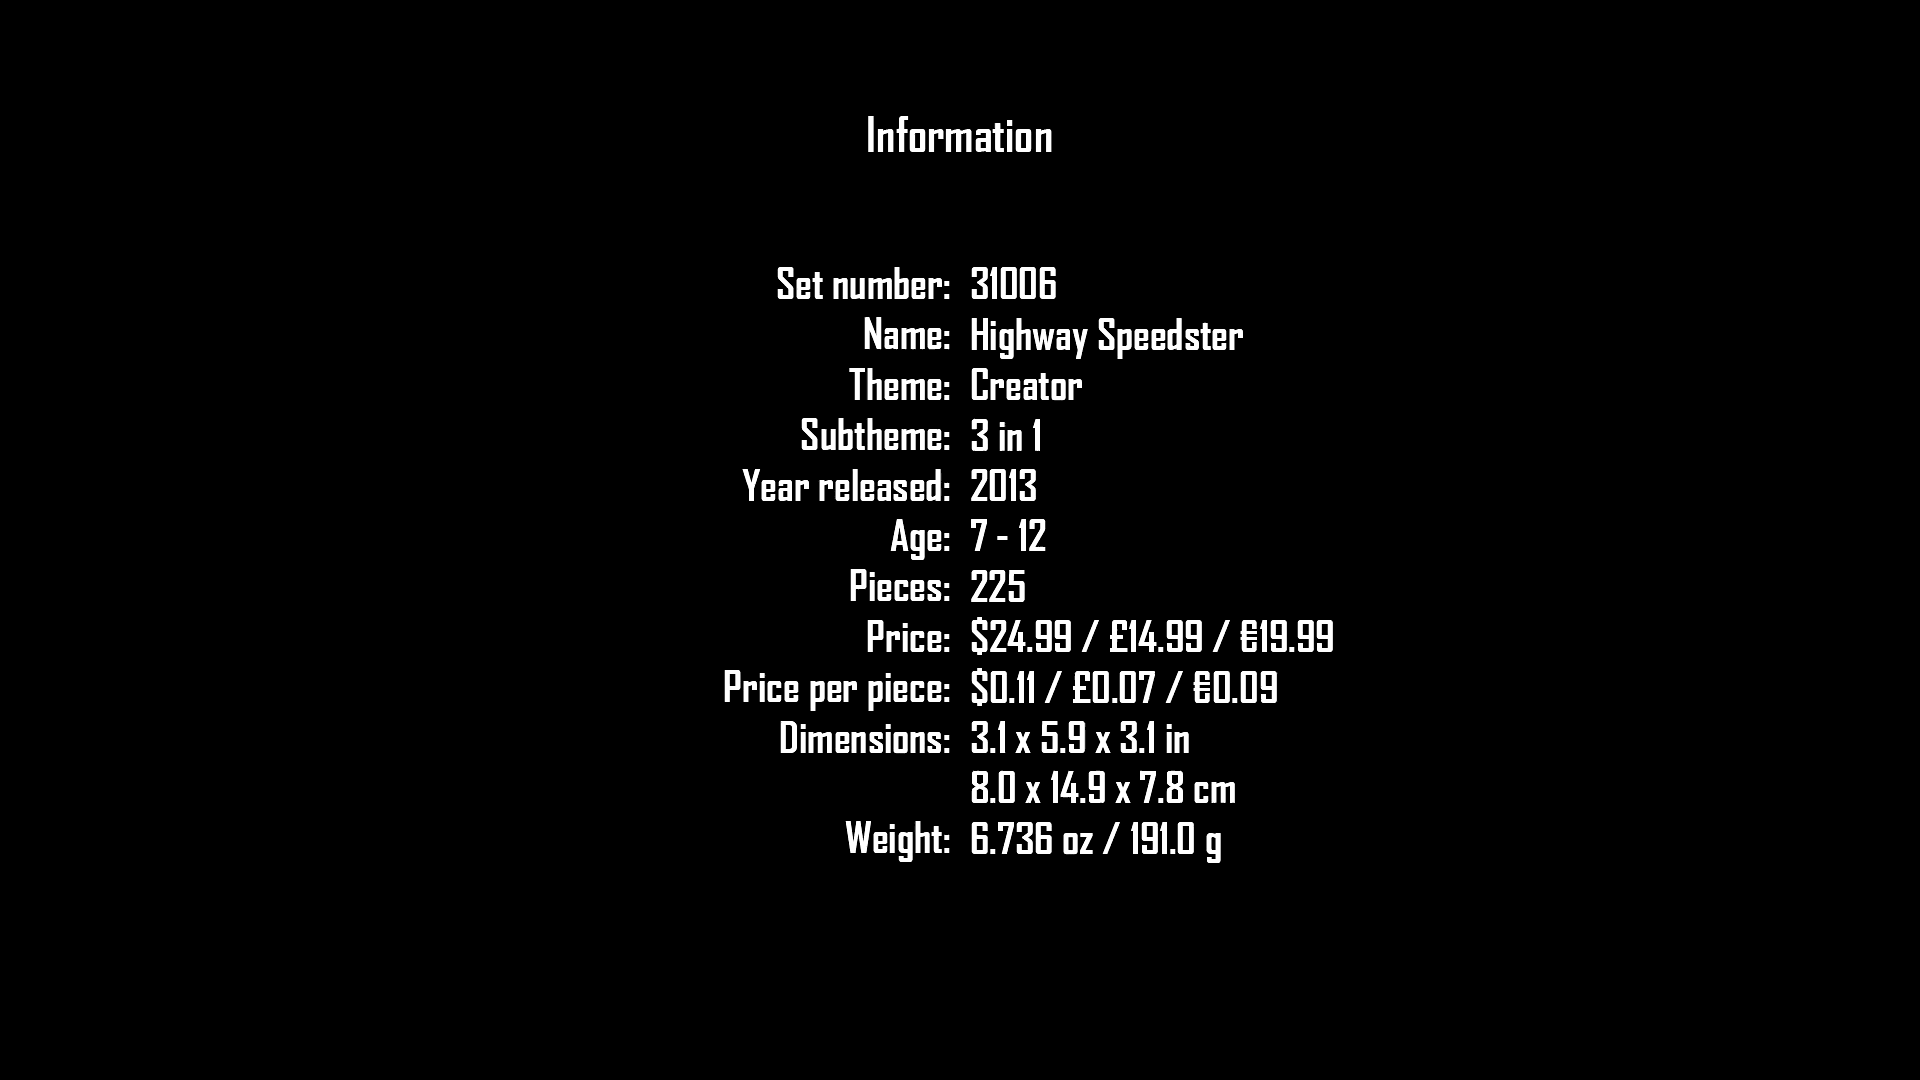 Information
Set number: 31006
Name: Highway Speedster
Theme: Creator
Subtheme: 3 in 1
Year released: 2013
Age: 7 - 12
Pieces: 225
Price: $24.99 / £14.99 / €19.99
Price per piece: $0.11 / £0.07 / €0.09
Dimensions: 3.1 x 5.9 x 3.1 in
8.0 x 14.9 x 7.8 cm
Weight: 6.736 oz / 191.0 g